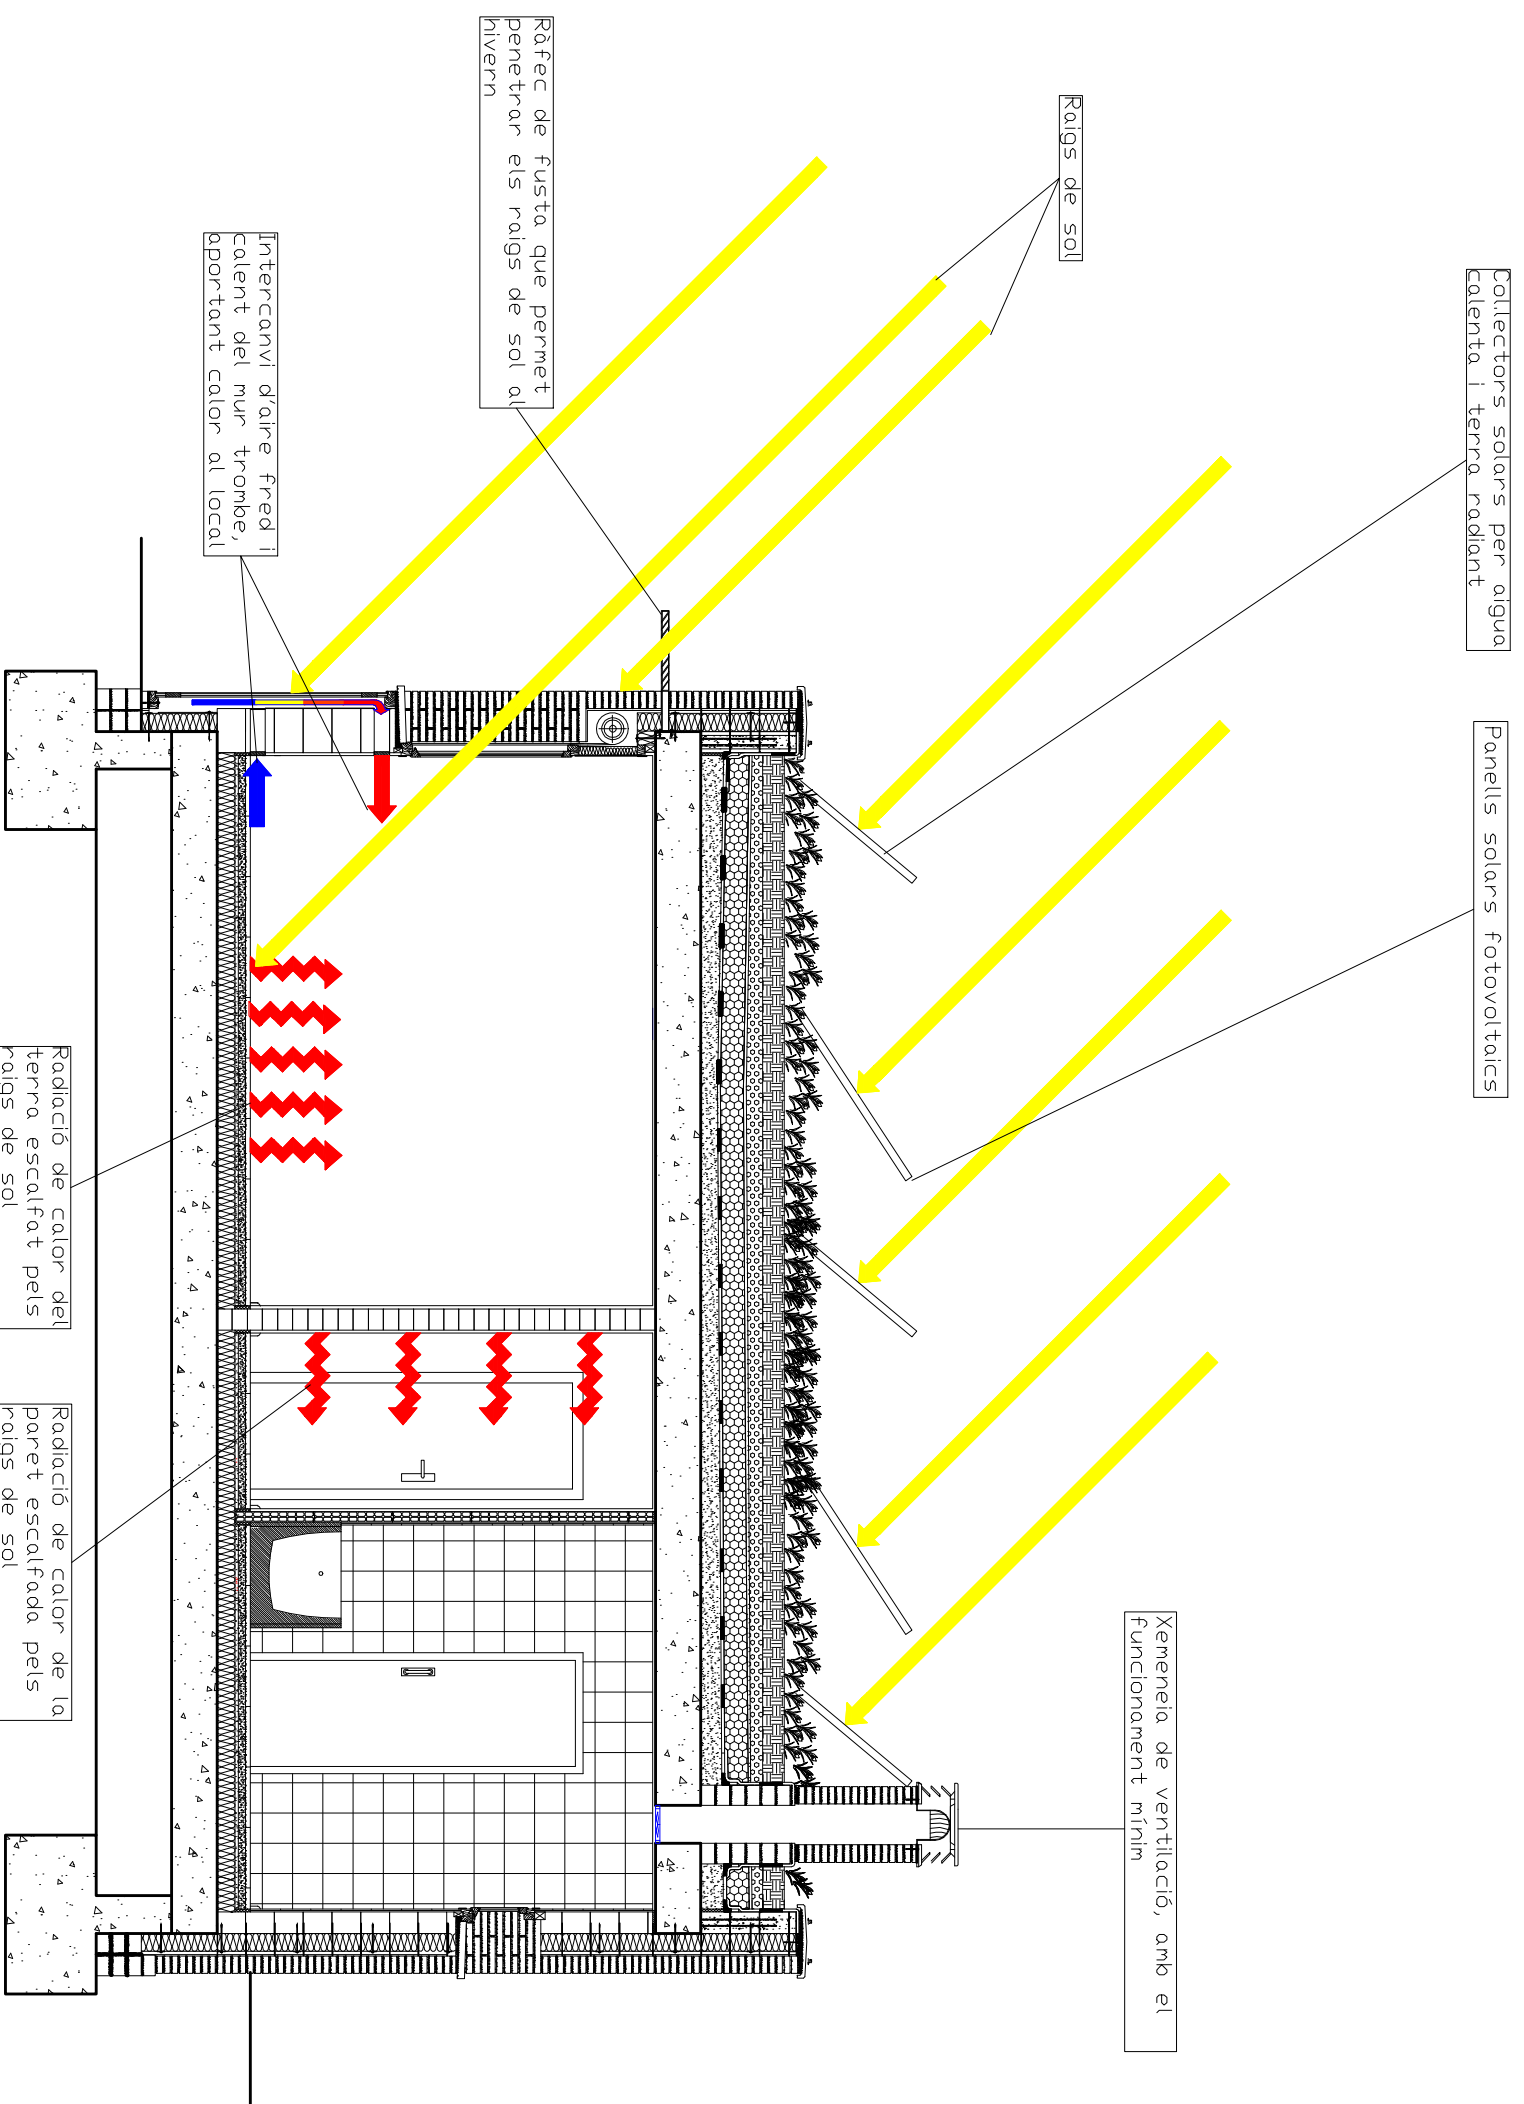 Col.lectors solars per aigua
calenta i terra radiant
Panells solars fotovoltaics
Xemeneia de ventilació, amb el
funcionament mínim
Raigs de sol
Ràfec de fusta que permet
penetrar els raigs de sol al
hivern
Intercanvi d'aire fred i
calent del mur trombe,
aportant calor al local
Radiació de calor del
terra escalfat pels
raigs de sol
Radiació de calor de la
paret escalfada pels
raigs de sol